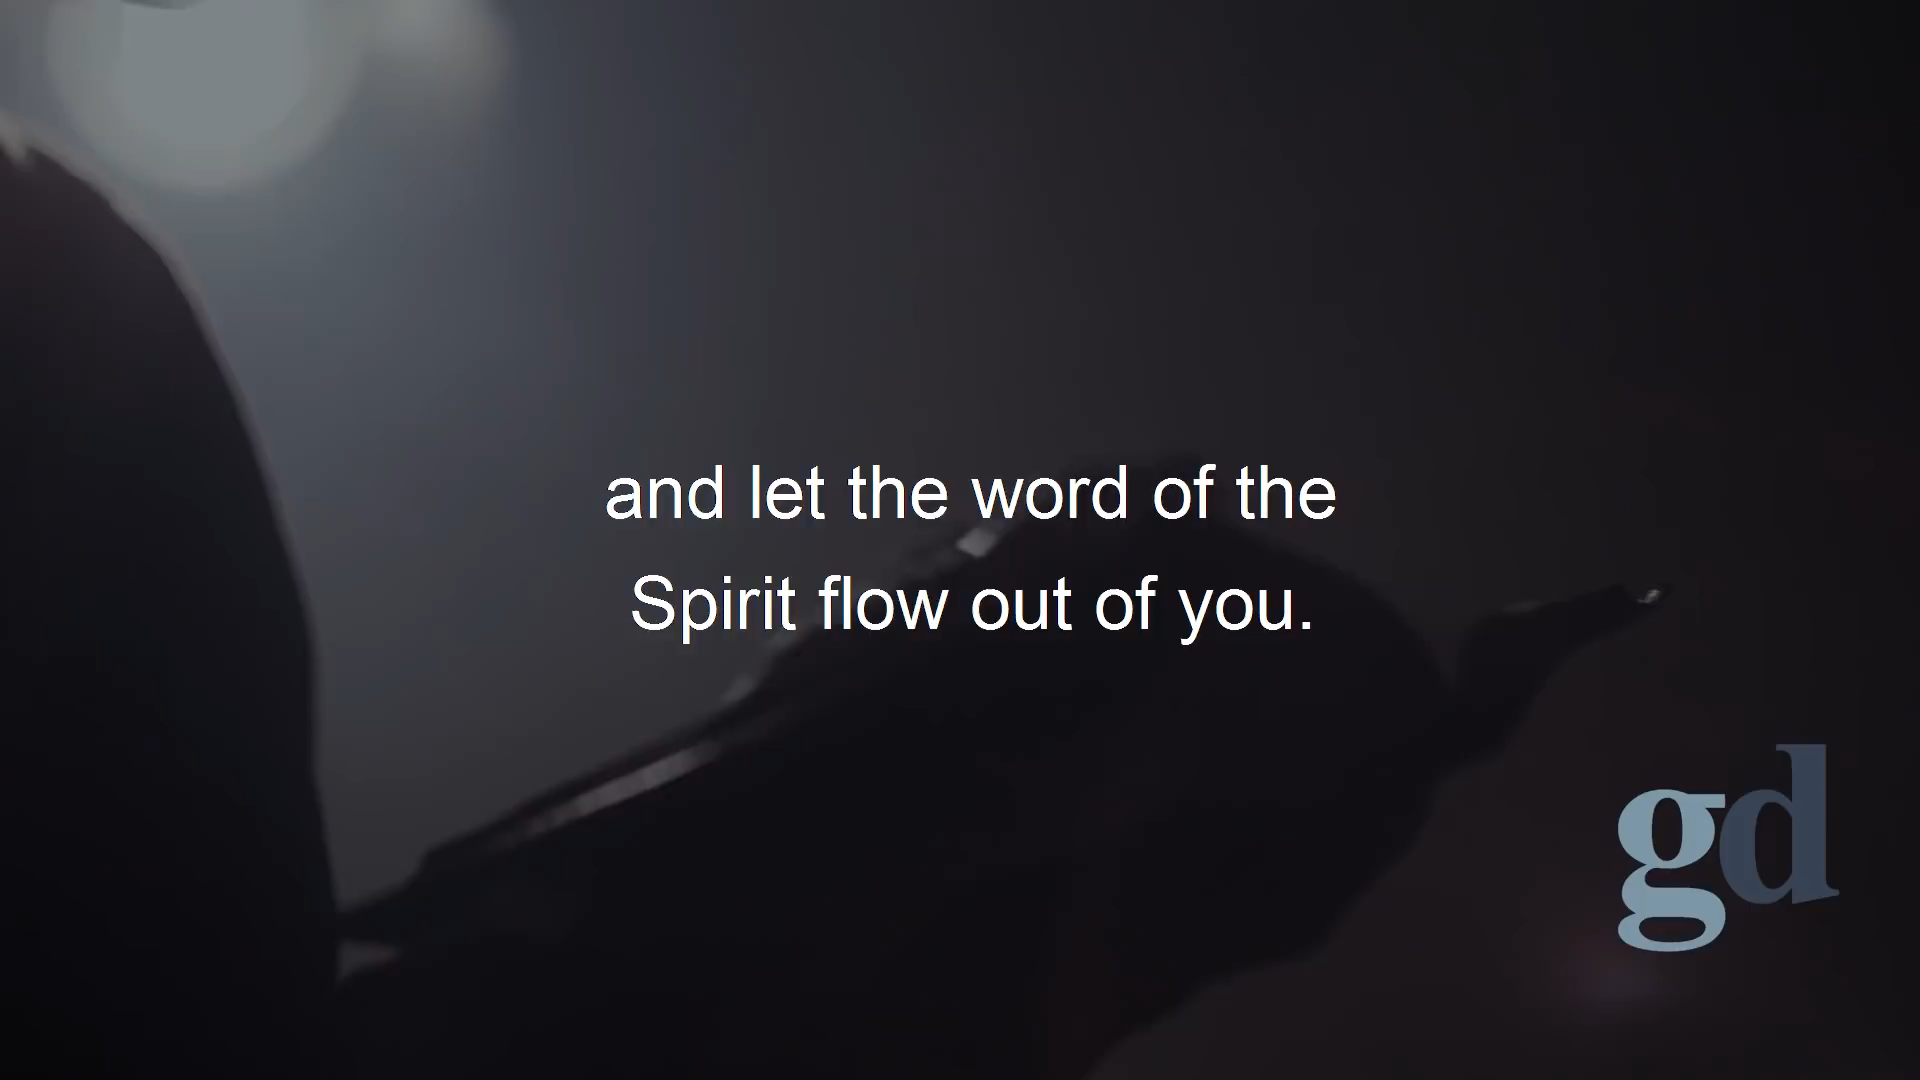 and let the word of the
Spirit flow out of you.
gd